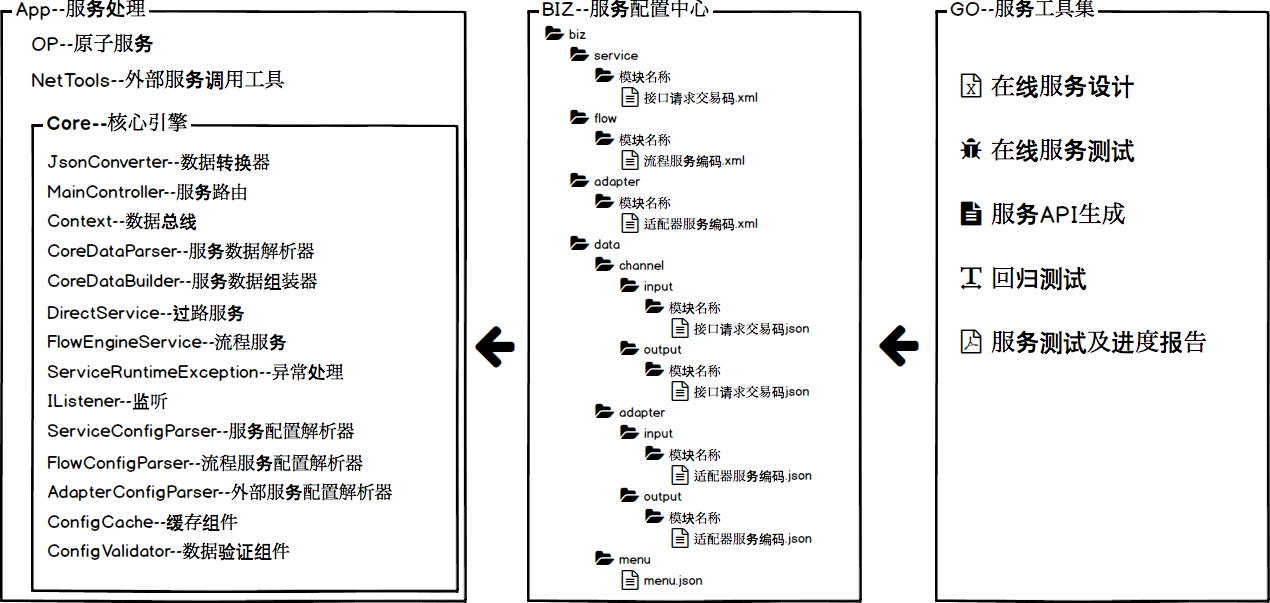 App--服务处理
OP--原子服务
NetTools--外部服务调用工具
Core--核心引擎
JsonConverter--数据转换器
MainController--服务路由
Context--数据总线
CoreDataParser--服务数据解析器
CoreDataBuilder--服务数据组装器
DirectService--过路服务
FlowEngineService--流程服务
ServiceRuntimeException--异常处理
IListener--监听
ServiceConfigParser--服务配置解析器
FlowConfigParser--流程服务配置解析器
AdapterConfigParser--外部服务配置解析器
ConfigCache--缓存组件
ConfigValidator--数据验证组件
BIZ--服务配置中心
biz
service
模块名称
接口请求交易码.xml
flow
模块名称
流程服务编码.xml
adapter
模块名称
适配器服务编码.xml
data
channel
input
模块名称
接口请求交易码json
output
模块名称
接口请求交易码json
adapter
input
模块名称
适配器服务编码.json
output
模块名称
适配器服务编码.json
menu
menu.json
GO--服务工具集
在线服务设计
在线服务测试
服务API生成
回归测试
服务测试及进度报告